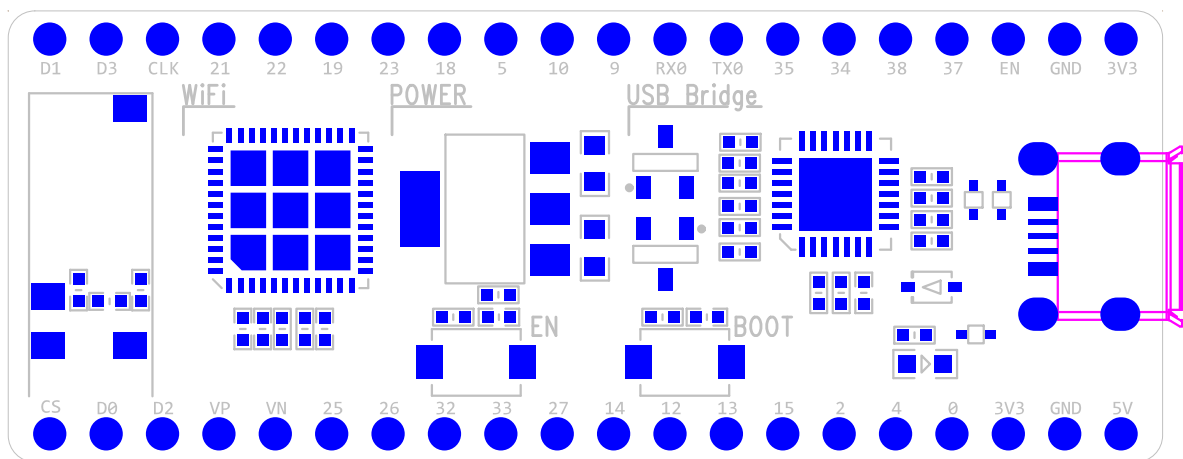 D1 D3 CLK 21 22 19 23 18 5 10 9 RX0 TX0 35 34 38 37 EN GND 3V3
WiFi POWER USB Bridge
EN BOOT
CS D0 D2 VP VN 25 26 32 33 27 14 12 13 15 2 4 0 3V3 GND 5V